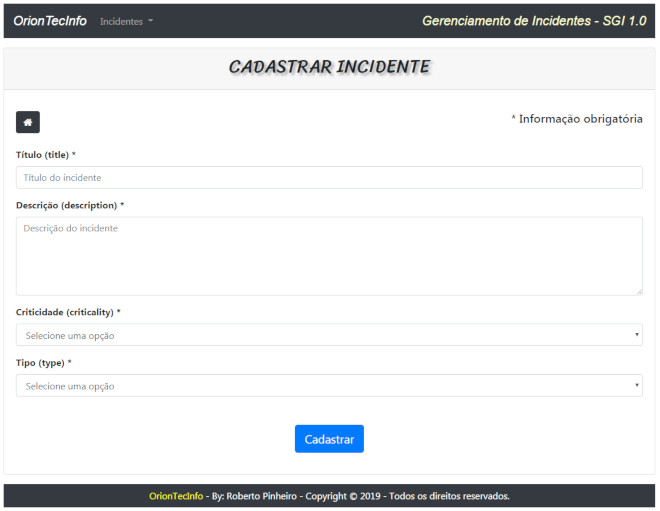 OrionTecInfo Incidentes Gerenciamento de Incidentes - SGI 1.0
CADASTRAR INCIDENTE
* Informação obrigatória
Título (title) *
Título do incidente
Descrição (description) *
Descrição do incidente
Criticidade (criticality) *
Selecione uma opção
Tipo (type) *
Selecione uma opção
Cadastrar
OrionTecInfo - By: Roberto Pinheiro - Copyright © 2019 - Todos os direitos reservados.